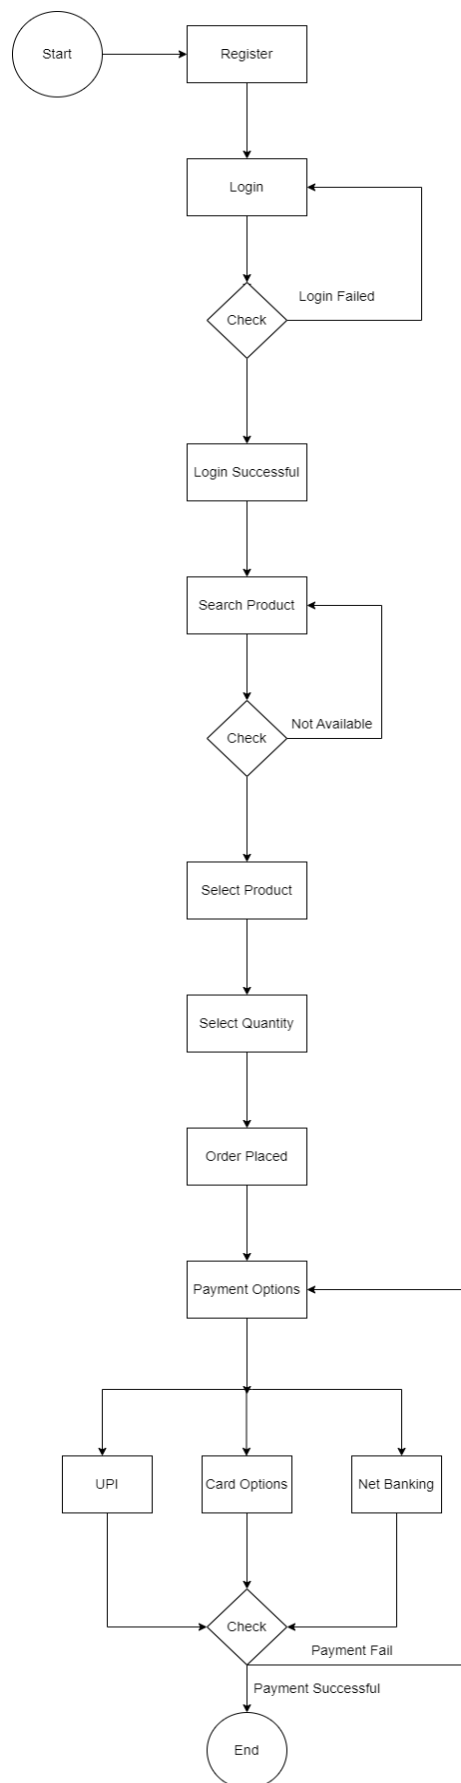 Start
Register
Login
Login Failed
Check
Login Successful
Search Product
Not Available
Check
Select Product
Select Quantity
Order Placed
Payment Options
UPI
Card Options
Net Banking
Check
Payment Fail
Payment Successful
End